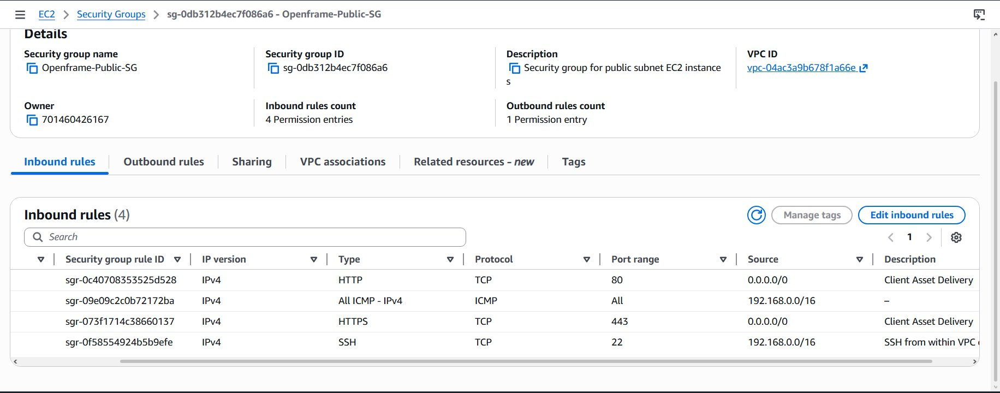 EC2 > Security Groups > sg-0db312b4ec7f086a6 - Openframe-Public-SG
Details
Security group name
Openframe-Public-SG
Security group ID
sg-0db312b4ec7f086a6
Description
Security group for public subnet EC2 instance
s
VPC ID
vpc-04ac3a9b678f1a66e
Owner
701460426167
Inbound rules count
4 Permission entries
Outbound rules count
1 Permission entry
Inbound rules Outbound rules Sharing VPC associations Related resources - new Tags
Inbound rules (4)
Manage tags Edit inbound rules
Search
1
Security group rule ID IP version Type Protocol Port range Source Description
sgr-0c40708353525d528 IPv4 HTTP TCP 80 0.0.0.0/0 Client Asset Delivery
sgr-09e09c2c0b72172ba IPv4 All ICMP - IPv4 ICMP All 192.168.0.0/16 –
sgr-073f1714c38660137 IPv4 HTTPS TCP 443 0.0.0.0/0 Client Asset Delivery
sgr-0f58554924b5b9efe IPv4 SSH TCP 22 192.168.0.0/16 SSH from within VPC